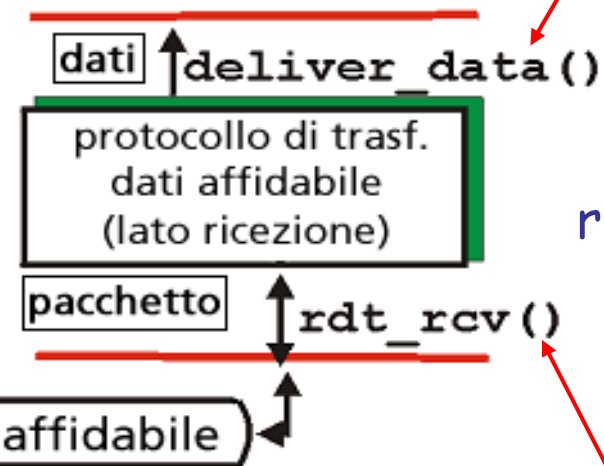 dati
deliver_data()
protocollo di trasf.
dati affidabile
(lato ricezione)
r
pacchetto
rdt_rcv()
affidabile